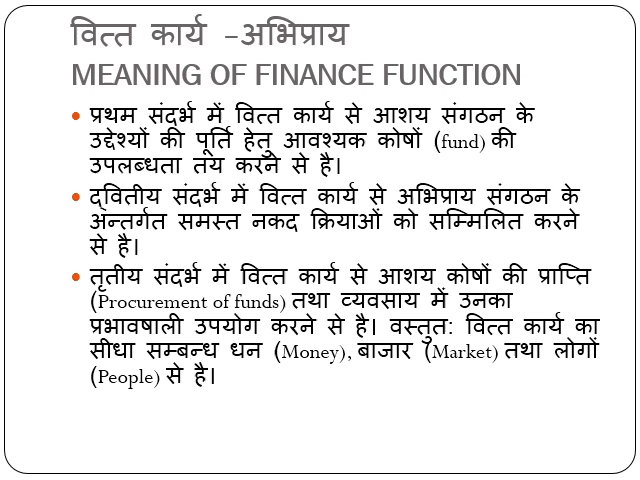 वित्त कार्य –अभिप्राय
MEANING OF FINANCE FUNCTION
• प्रथम संदर्भ में वित्त कार्य से आशय संगठन के
उद्देश्यों की पूर्ति हेतु आवश्यक कोषों (fund) की
उपलब्धता तय करने से है।
• द्वितीय संदर्भ में वित्त कार्य से अभिप्राय संगठन के
अन्तर्गत समस्त नकद क्रियाओं को सम्मिलित करने
से है।
• तृतीय संदर्भ में वित्त कार्य से आशय कोषों की प्राप्ति
(Procurement of funds) तथा व्यवसाय में उनका
प्रभावषाली उपयोग करने से है। वस्तुत: वित्त कार्य का
सीधा सम्बन्ध धन (Money), बाजार (Market) तथा लोगों
(People) से है।